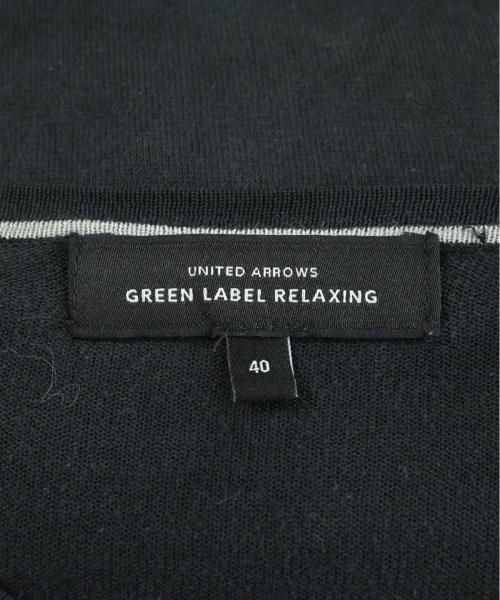 UNITED ARROWS
GREEN LABEL RELAXING
40